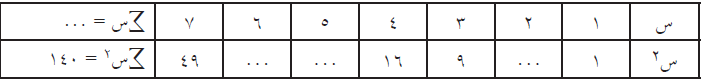 س ١ ٢ ٣ ٤ ٥ ٦ ٧ ∑س = ...
س٢ ١ ... ٩ ١٦ ... ... ٤٩ ∑س٢ = ١٤٠